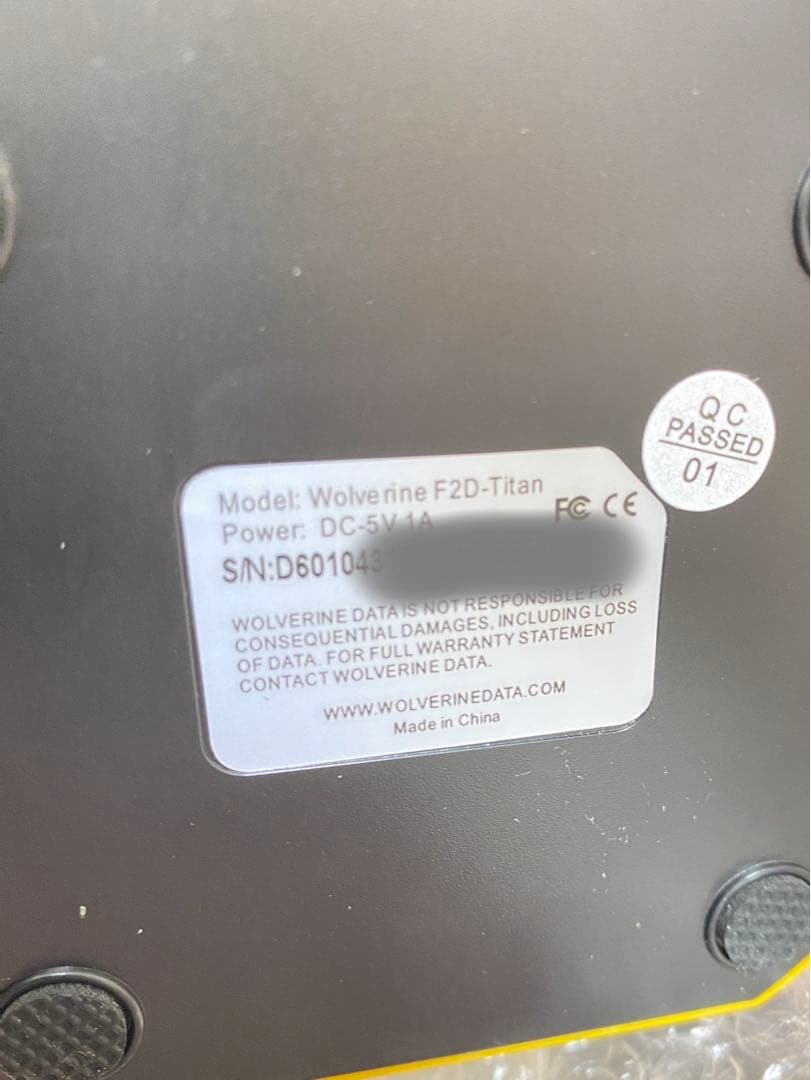 Model: Wolverine F2D-Titan
Power: DC-5V 1A
FC CE
S/N:D601043
WOLVERINE DATA IS NOT RESPONSIBLE FOR
CONSEQUENTIAL DAMAGES, INCLUDING LOSS
OF DATA. FOR FULL WARRANTY STATEMENT
CONTACT WOLVERINE DATA.
WWW.WOLVERINEDATA.COM
Made in China
QC
PASSED
01